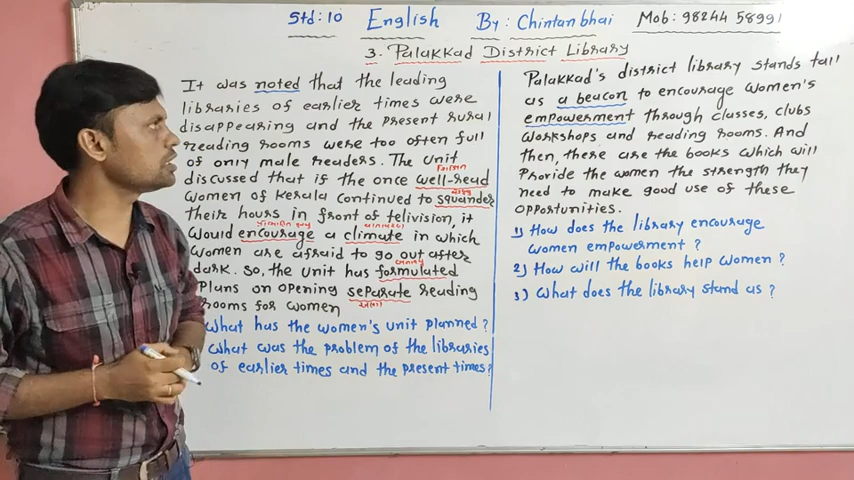 Std: 10 English By: Chintanbhai Mob: 98244 58991
3. Palakkad District Library
It was noted that the leading
libraries of earlier times were
disappearing and the present rural
reading rooms were too often full
of only male readers. The Unit
discussed that if the once well-read
women of Kerala continued to squander
their hours in front of telivision, it
would encourage a climate in which
women are afraid to go out after
dark. So, the unit has formulated
plans on opening separate reading
rooms for women
What has the women's unit planned?
What was the problem of the libraries
of earlier times and the present times?
Palakkad's district library stands tall
as a beacon to encourage women's
empowerment through classes, clubs
workshops and reading rooms. And
then, there are the books which will
Provide the women the strength they
need to make good use of these
opportunities.
1) How does the library encourage
women empowerment?
2) How will the books help women?
3) What does the library stand as?